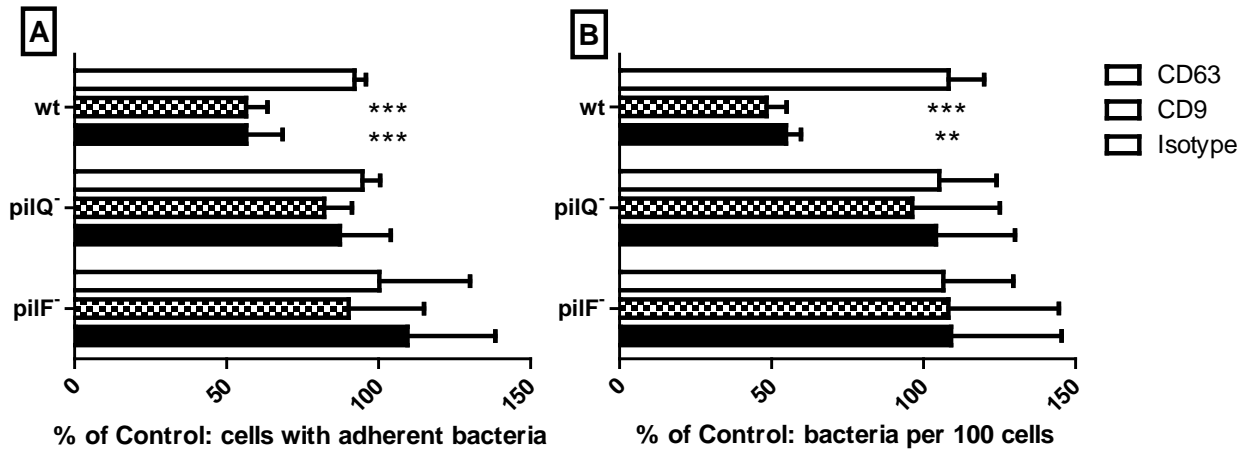 A
wt
***
***
pilQ⁻
pilF⁻
0
50
100
150
% of Control: cells with adherent bacteria
B
wt
***
**
pilQ⁻
pilF⁻
0
50
100
150
% of Control: bacteria per 100 cells
CD63
CD9
Isotype